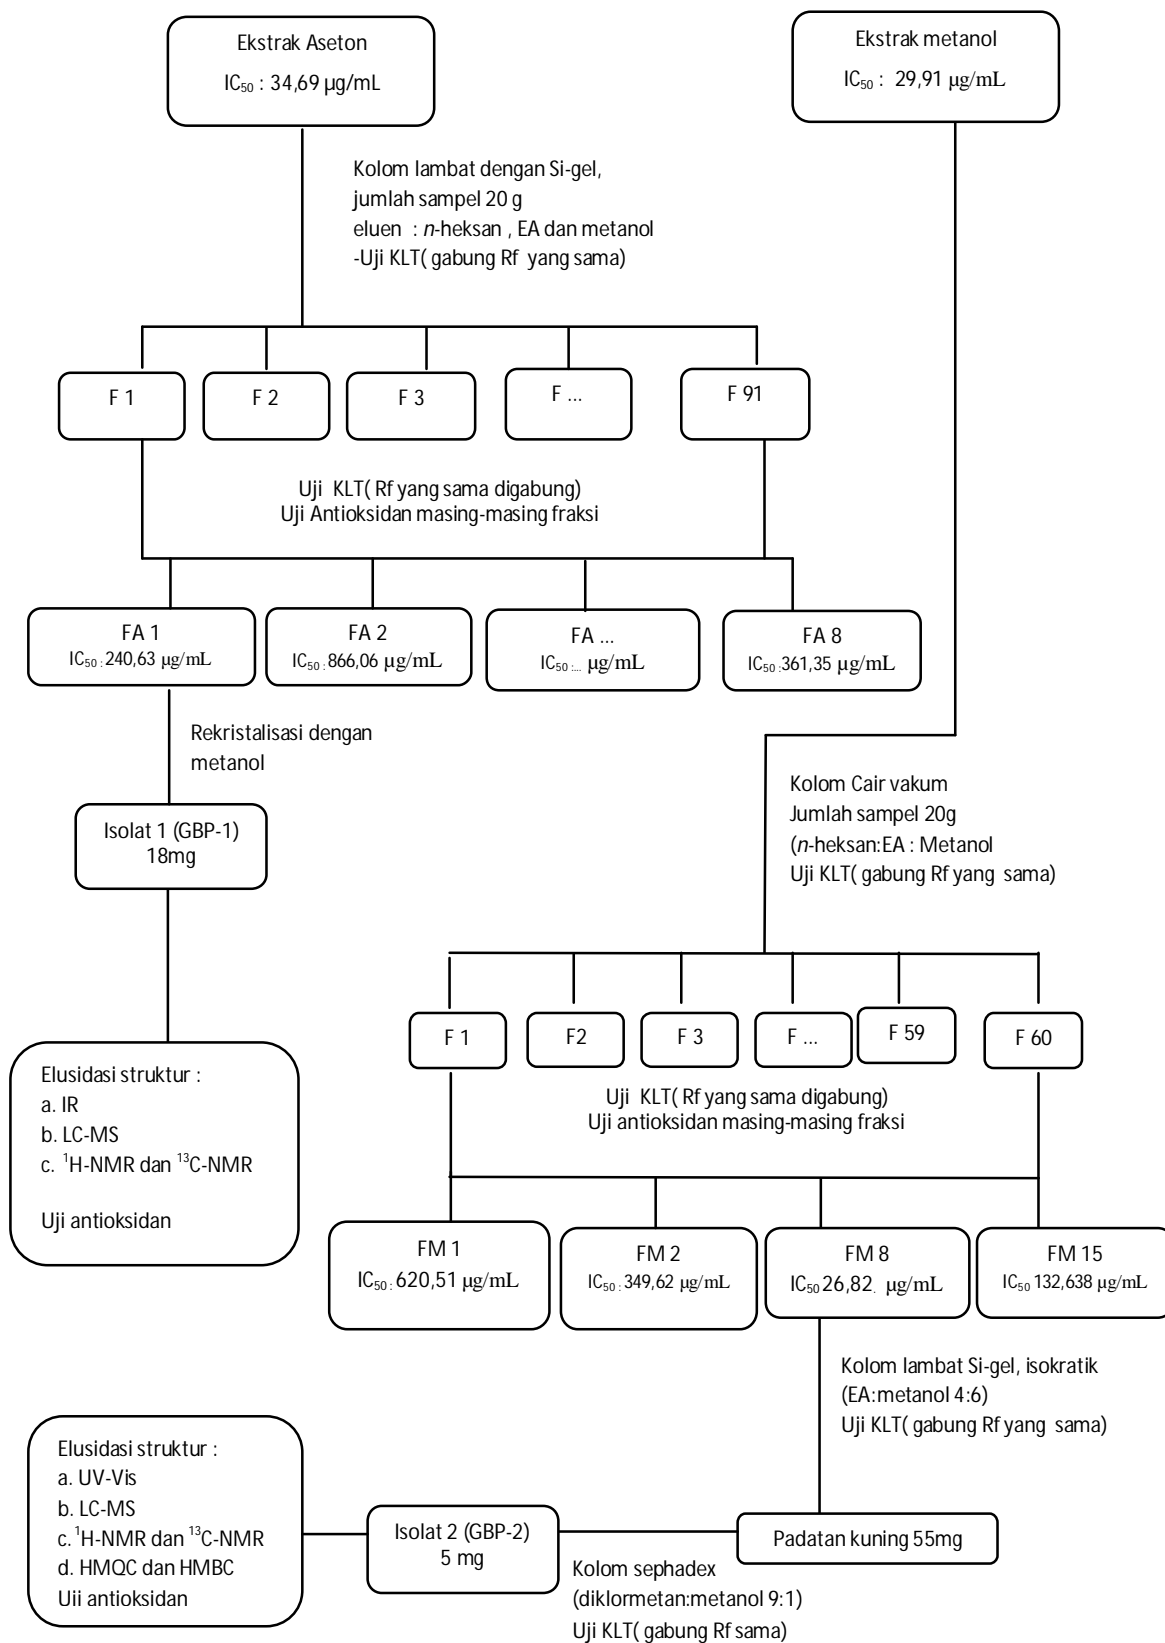 Ekstrak Aseton
IC₅₀ : 34,69 µg/mL
Ekstrak metanol
IC₅₀ : 29,91 µg/mL
Kolom lambat dengan Si-gel,
jumlah sampel 20 g
eluen : n-heksan , EA dan metanol
-Uji KLT( gabung Rf yang sama)
F 1
F 2
F 3
F ...
F 91
Uji KLT( Rf yang sama digabung)
Uji Antioksidan masing-masing fraksi
FA 1
IC₅₀ : 240,63 µg/mL
FA 2
IC₅₀ : 866,06 µg/mL
FA ...
IC₅₀ :... µg/mL
FA 8
IC₅₀ :361,35 µg/mL
Rekristalisasi dengan
metanol
Isolat 1 (GBP-1)
18mg
Elusidasi struktur :
a. IR
b. LC-MS
c. ¹H-NMR dan ¹³C-NMR
Uji antioksidan
Kolom Cair vakum
Jumlah sampel 20g
(n-heksan:EA : Metanol
Uji KLT( gabung Rf yang sama)
F 1
F2
F 3
F ...
F 59
F 60
Uji KLT( Rf yang sama digabung)
Uji antioksidan masing-masing fraksi
FM 1
IC₅₀ : 620,51 µg/mL
FM 2
IC₅₀ : 349,62 µg/mL
FM 8
IC₅₀ 26,82. µg/mL
FM 15
IC₅₀ 132,638 µg/mL
Kolom lambat Si-gel, isokratik
(EA:metanol 4:6)
Uji KLT( gabung Rf yang sama)
Padatan kuning 55mg
Kolom sephadex
(diklormetan:metanol 9:1)
Uji KLT( gabung Rf sama)
Isolat 2 (GBP-2)
5 mg
Elusidasi struktur :
a. UV-Vis
b. LC-MS
c. ¹H-NMR dan ¹³C-NMR
d. HMQC dan HMBC
Uii antioksidan